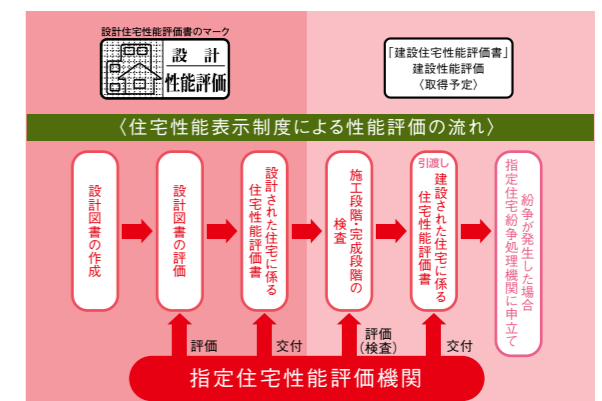 設計住宅性能評価書のマーク
設 計
性能評価
「建設住宅性能評価書」
建設性能評価
〈取得予定〉
〈住宅性能表示制度による性能評価の流れ〉
設計図書の作成
設計図書の評価
設計された住宅に係る
住宅性能評価書
施工段階・完成段階の
検査
引渡し
建設された住宅に係る
住宅性能評価書
紛争が発生した場合
指定住宅紛争処理機関に申立て
評価
交付
評価
(検査)
交付
指定住宅性能評価機関